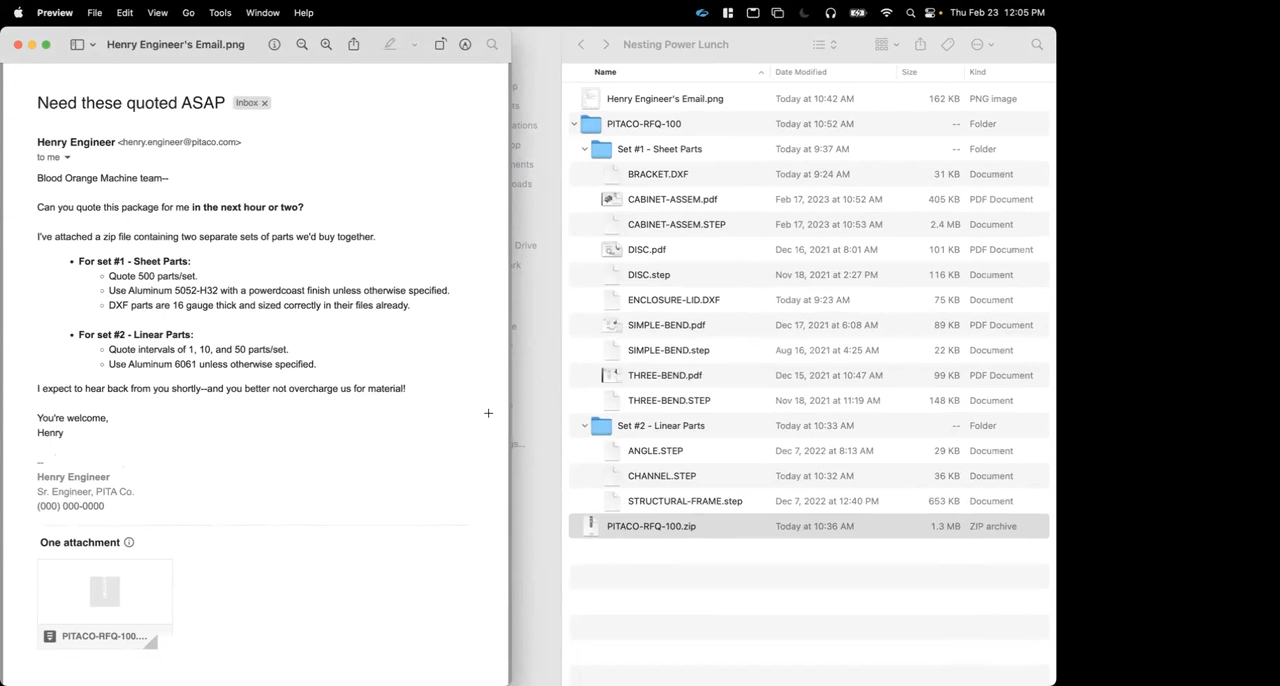 Preview File Edit View Go Tools Window Help Thu Feb 23 12:05 PM
Henry Engineer's Email.png
Need these quoted ASAP Inbox ×
Henry Engineer <henry.engineer@pitaco.com>
to me
Blood Orange Machine team--
Can you quote this package for me in the next hour or two?
I've attached a zip file containing two separate sets of parts we'd buy together.
• For set #1 - Sheet Parts:
○ Quote 500 parts/set.
○ Use Aluminum 5052-H32 with a powerdcoast finish unless otherwise specified.
○ DXF parts are 16 gauge thick and sized correctly in their files already.
• For set #2 - Linear Parts:
○ Quote intervals of 1, 10, and 50 parts/set.
○ Use Aluminum 6061 unless otherwise specified.
I expect to hear back from you shortly--and you better not overcharge us for material!
You're welcome,
Henry
--
Henry Engineer
Sr. Engineer, PITA Co.
(000) 000-0000
One attachment
PITACO-RFQ-100....
p
ts
ations
op
ments
oads
Drive
rk
e
s...
Nesting Power Lunch
Name Date Modified Size Kind
Henry Engineer's Email.png Today at 10:42 AM 162 KB PNG image
PITACO-RFQ-100 Today at 10:52 AM -- Folder
Set #1 - Sheet Parts Today at 9:37 AM -- Folder
BRACKET.DXF Today at 9:24 AM 31 KB Document
CABINET-ASSEM.pdf Feb 17, 2023 at 10:52 AM 405 KB PDF Document
CABINET-ASSEM.STEP Feb 17, 2023 at 10:53 AM 2.4 MB Document
DISC.pdf Dec 16, 2021 at 8:01 AM 101 KB PDF Document
DISC.step Nov 18, 2021 at 2:27 PM 116 KB Document
ENCLOSURE-LID.DXF Today at 9:23 AM 75 KB Document
SIMPLE-BEND.pdf Dec 17, 2021 at 6:08 AM 89 KB PDF Document
SIMPLE-BEND.step Aug 16, 2021 at 4:25 AM 22 KB Document
THREE-BEND.pdf Dec 15, 2021 at 10:47 AM 99 KB PDF Document
THREE-BEND.STEP Nov 18, 2021 at 11:19 AM 148 KB Document
Set #2 - Linear Parts Today at 10:33 AM -- Folder
ANGLE.STEP Dec 7, 2022 at 8:13 AM 29 KB Document
CHANNEL.STEP Today at 10:32 AM 36 KB Document
STRUCTURAL-FRAME.step Dec 7, 2022 at 12:40 PM 653 KB Document
PITACO-RFQ-100.zip Today at 10:36 AM 1.3 MB ZIP archive